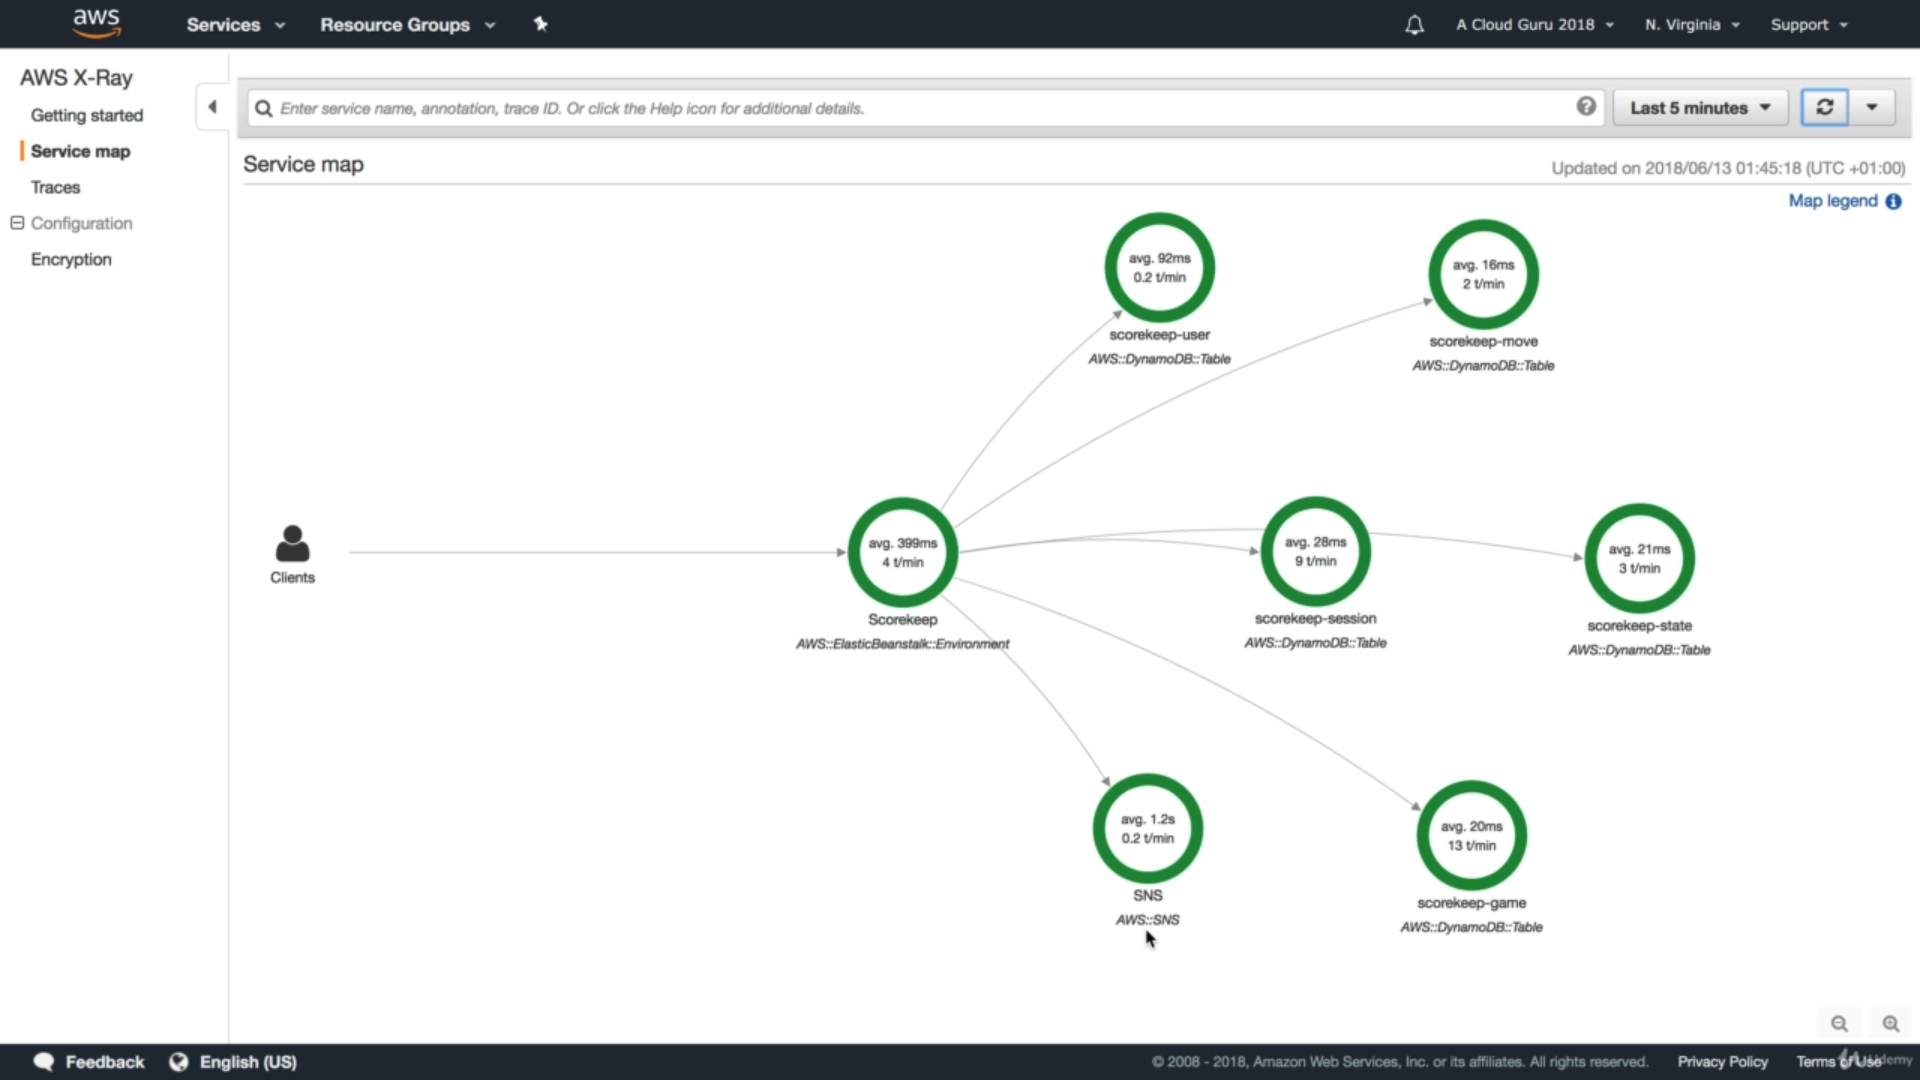 aws
Services
Resource Groups
A Cloud Guru 2018
N. Virginia
Support
AWS X-Ray
Getting started
Service map
Traces
Configuration
Encryption
Enter service name, annotation, trace ID. Or click the Help icon for additional details.
Last 5 minutes
Service map
Updated on 2018/06/13 01:45:18 (UTC +01:00)
Map legend
avg. 92ms
0.2 t/min
scorekeep-user
AWS::DynamoDB::Table
avg. 16ms
2 t/min
scorekeep-move
AWS::DynamoDB::Table
Clients
avg. 399ms
4 t/min
Scorekeep
AWS::ElasticBeanstalk::Environment
avg. 28ms
9 t/min
scorekeep-session
AWS::DynamoDB::Table
avg. 21ms
3 t/min
scorekeep-state
AWS::DynamoDB::Table
avg. 1.2s
0.2 t/min
SNS
AWS::SNS
avg. 20ms
13 t/min
scorekeep-game
AWS::DynamoDB::Table
Feedback
English (US)
© 2008 - 2018, Amazon Web Services, Inc. or its affiliates. All rights reserved.
Privacy Policy
Terms of Use